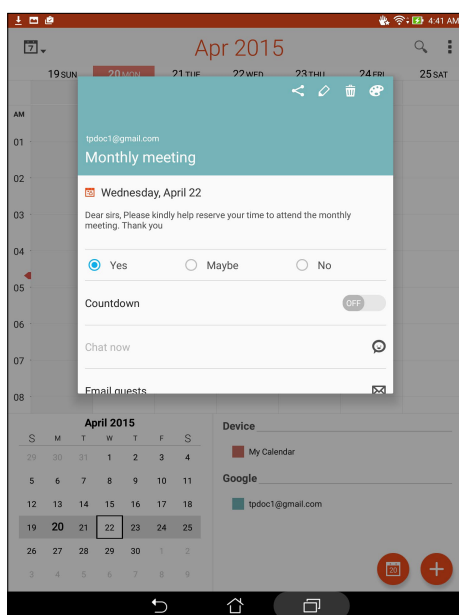 4:41 AM
7
Apr 2015
19 SUN 20 MON 21 TUE 22 WED 23 THU 24 FRI 25 SAT
AM
01
02
03
04
05
06
07
08
tpdoc1@gmail.com
Monthly meeting
Wednesday, April 22
Dear sirs, Please kindly help reserve your time to attend the monthly
meeting. Thank you
Yes Maybe No
Countdown OFF
Chat now
Email guests
April 2015
S M T W T F S
29 30 31 1 2 3 4
5 6 7 8 9 10 11
12 13 14 15 16 17 18
19 20 21 22 23 24 25
26 27 28 29 30 1 2
3 4 5 6 7 8 9
Device
My Calendar
Google
tpdoc1@gmail.com
20